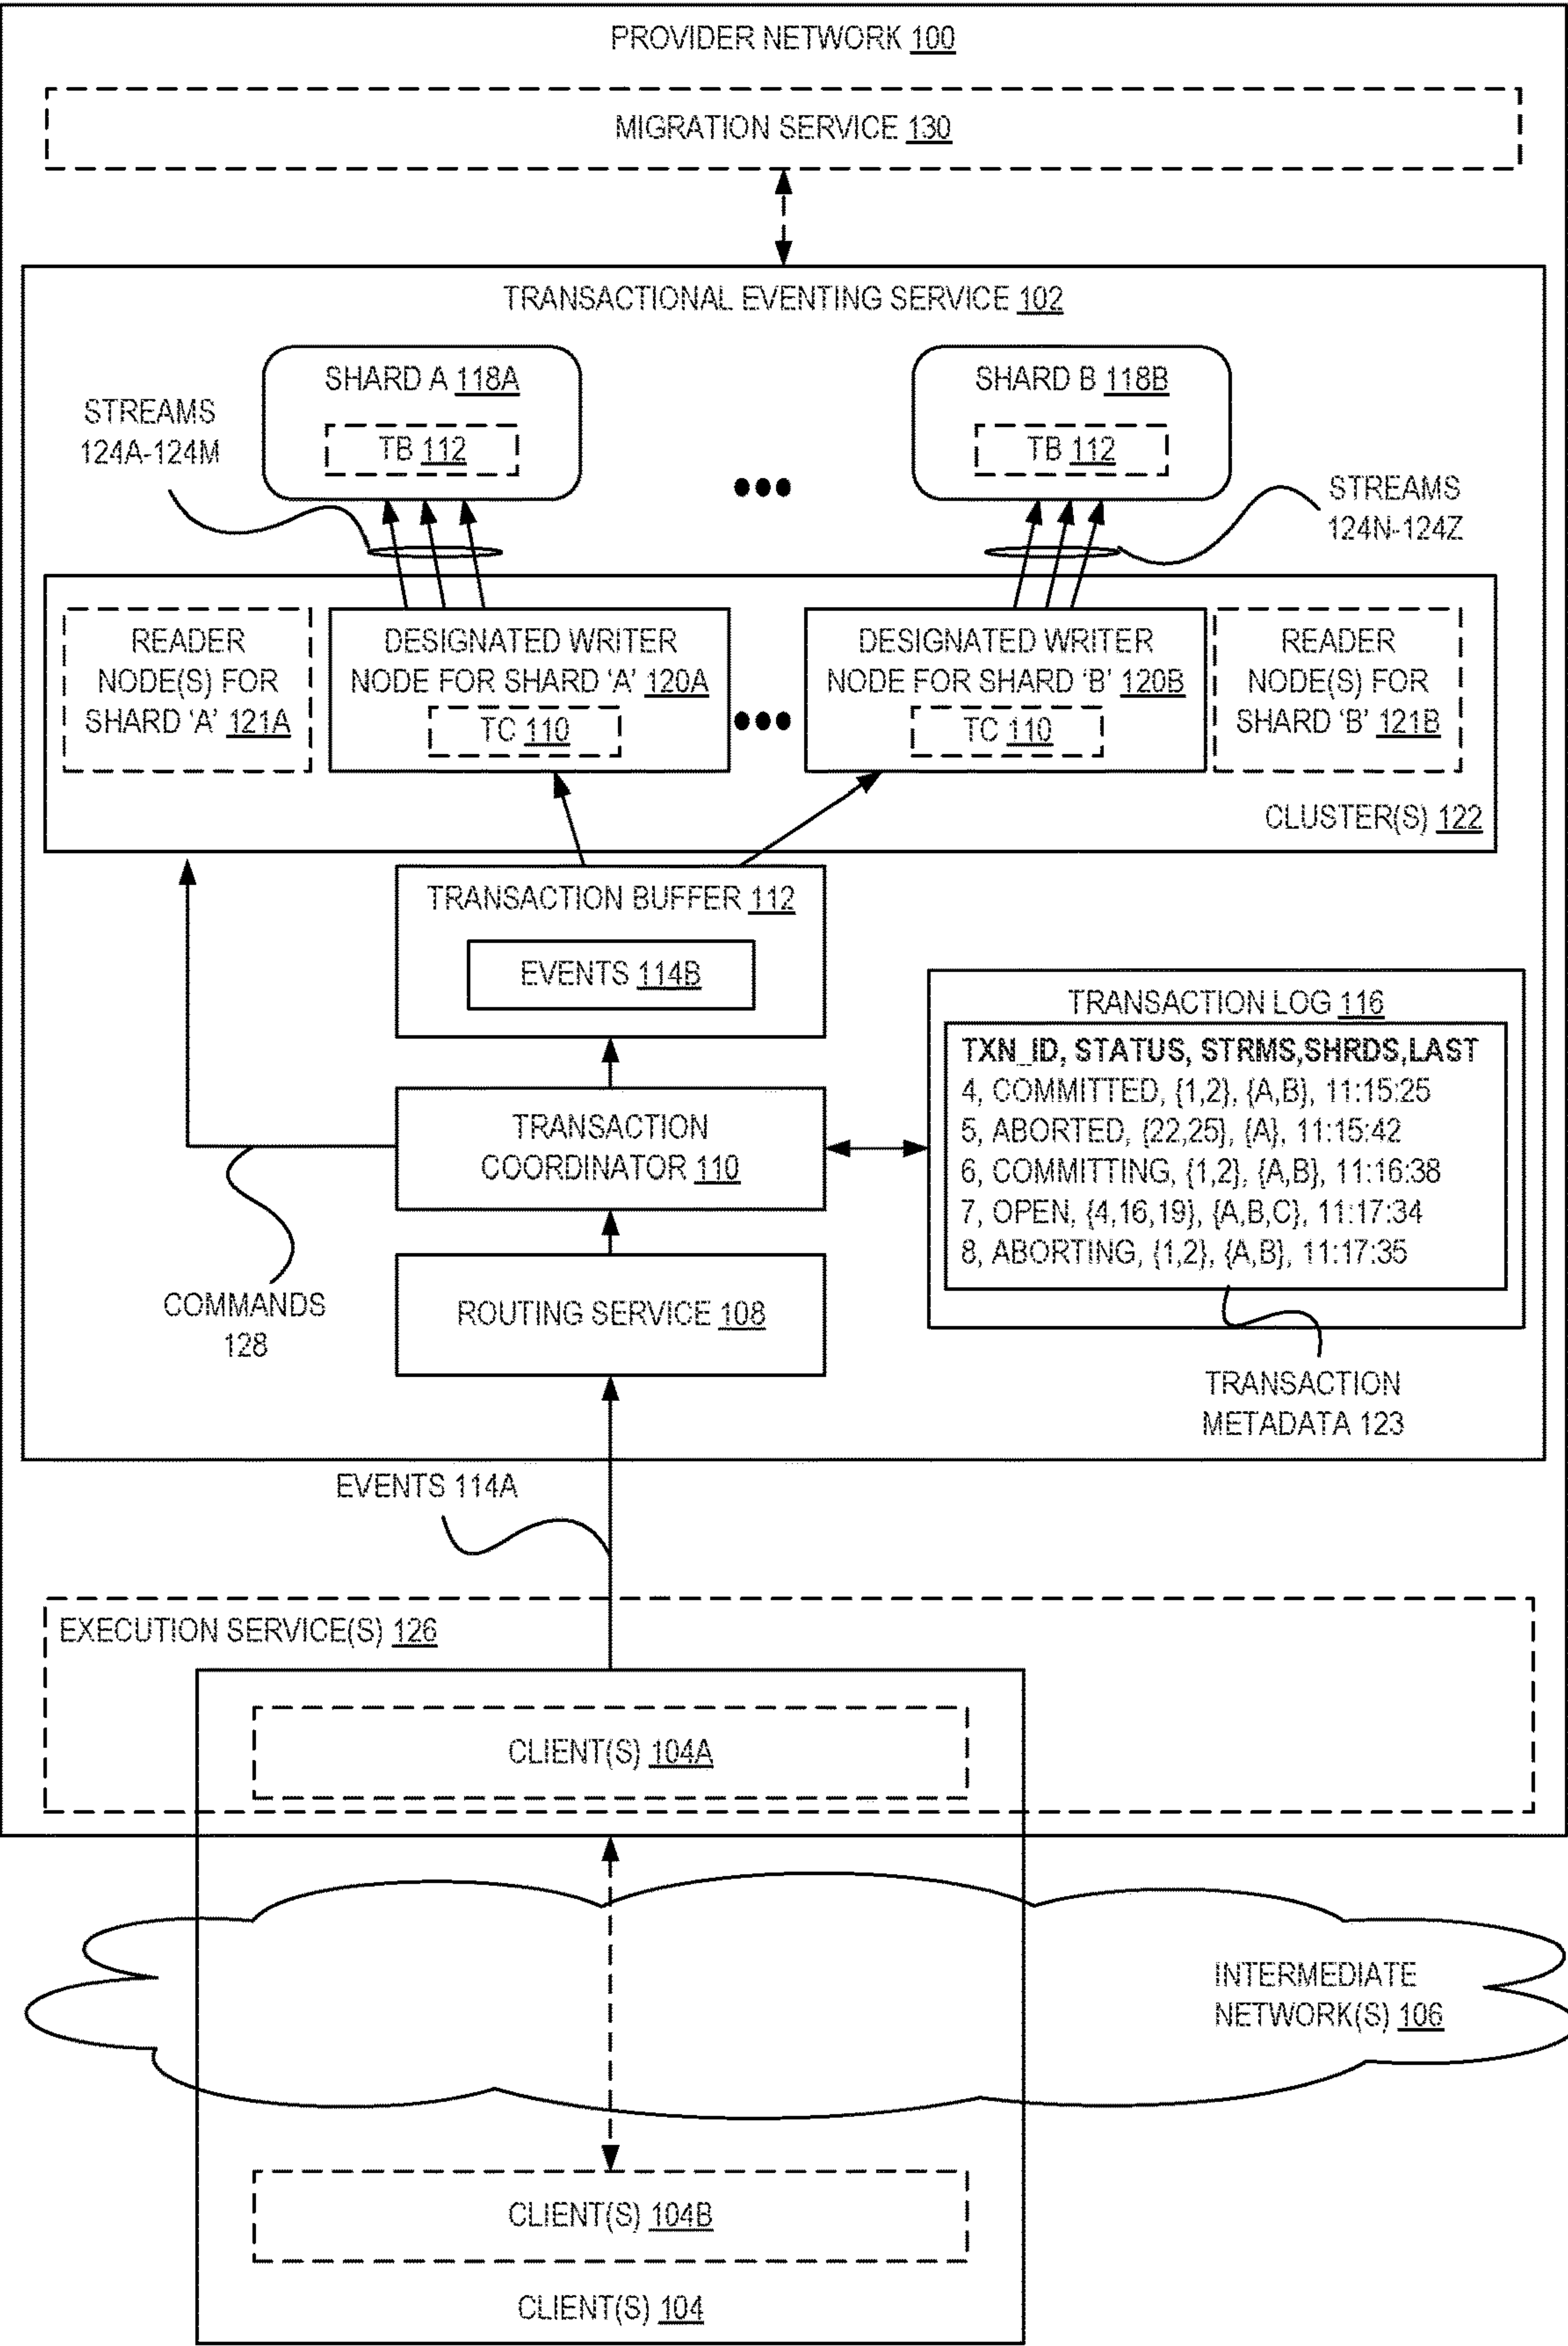 PROVIDER NETWORK 100
MIGRATION SERVICE 130
TRANSACTIONAL EVENTING SERVICE 102
SHARD A 118A
TB 112
SHARD B 118B
TB 112
STREAMS
124A-124M
STREAMS
124N-124Z
READER
NODE(S) FOR
SHARD 'A' 121A
DESIGNATED WRITER
NODE FOR SHARD 'A' 120A
TC 110
DESIGNATED WRITER
NODE FOR SHARD 'B' 120B
TC 110
READER
NODE(S) FOR
SHARD 'B' 121B
CLUSTER(S) 122
TRANSACTION BUFFER 112
EVENTS 114B
TRANSACTION LOG 116
TXN_ID, STATUS, STRMS,SHRDS,LAST
4, COMMITTED, {1,2}, {A,B}, 11:15:25
5, ABORTED, {22,25}, {A}, 11:15:42
6, COMMITTING, {1,2}, {A,B}, 11:16:38
7, OPEN, {4,16,19}, {A,B,C}, 11:17:34
8, ABORTING, {1,2}, {A,B}, 11:17:35
TRANSACTION
COORDINATOR 110
COMMANDS
128
ROUTING SERVICE 108
TRANSACTION
METADATA 123
EVENTS 114A
EXECUTION SERVICE(S) 126
CLIENT(S) 104A
INTERMEDIATE
NETWORK(S) 106
CLIENT(S) 104B
CLIENT(S) 104